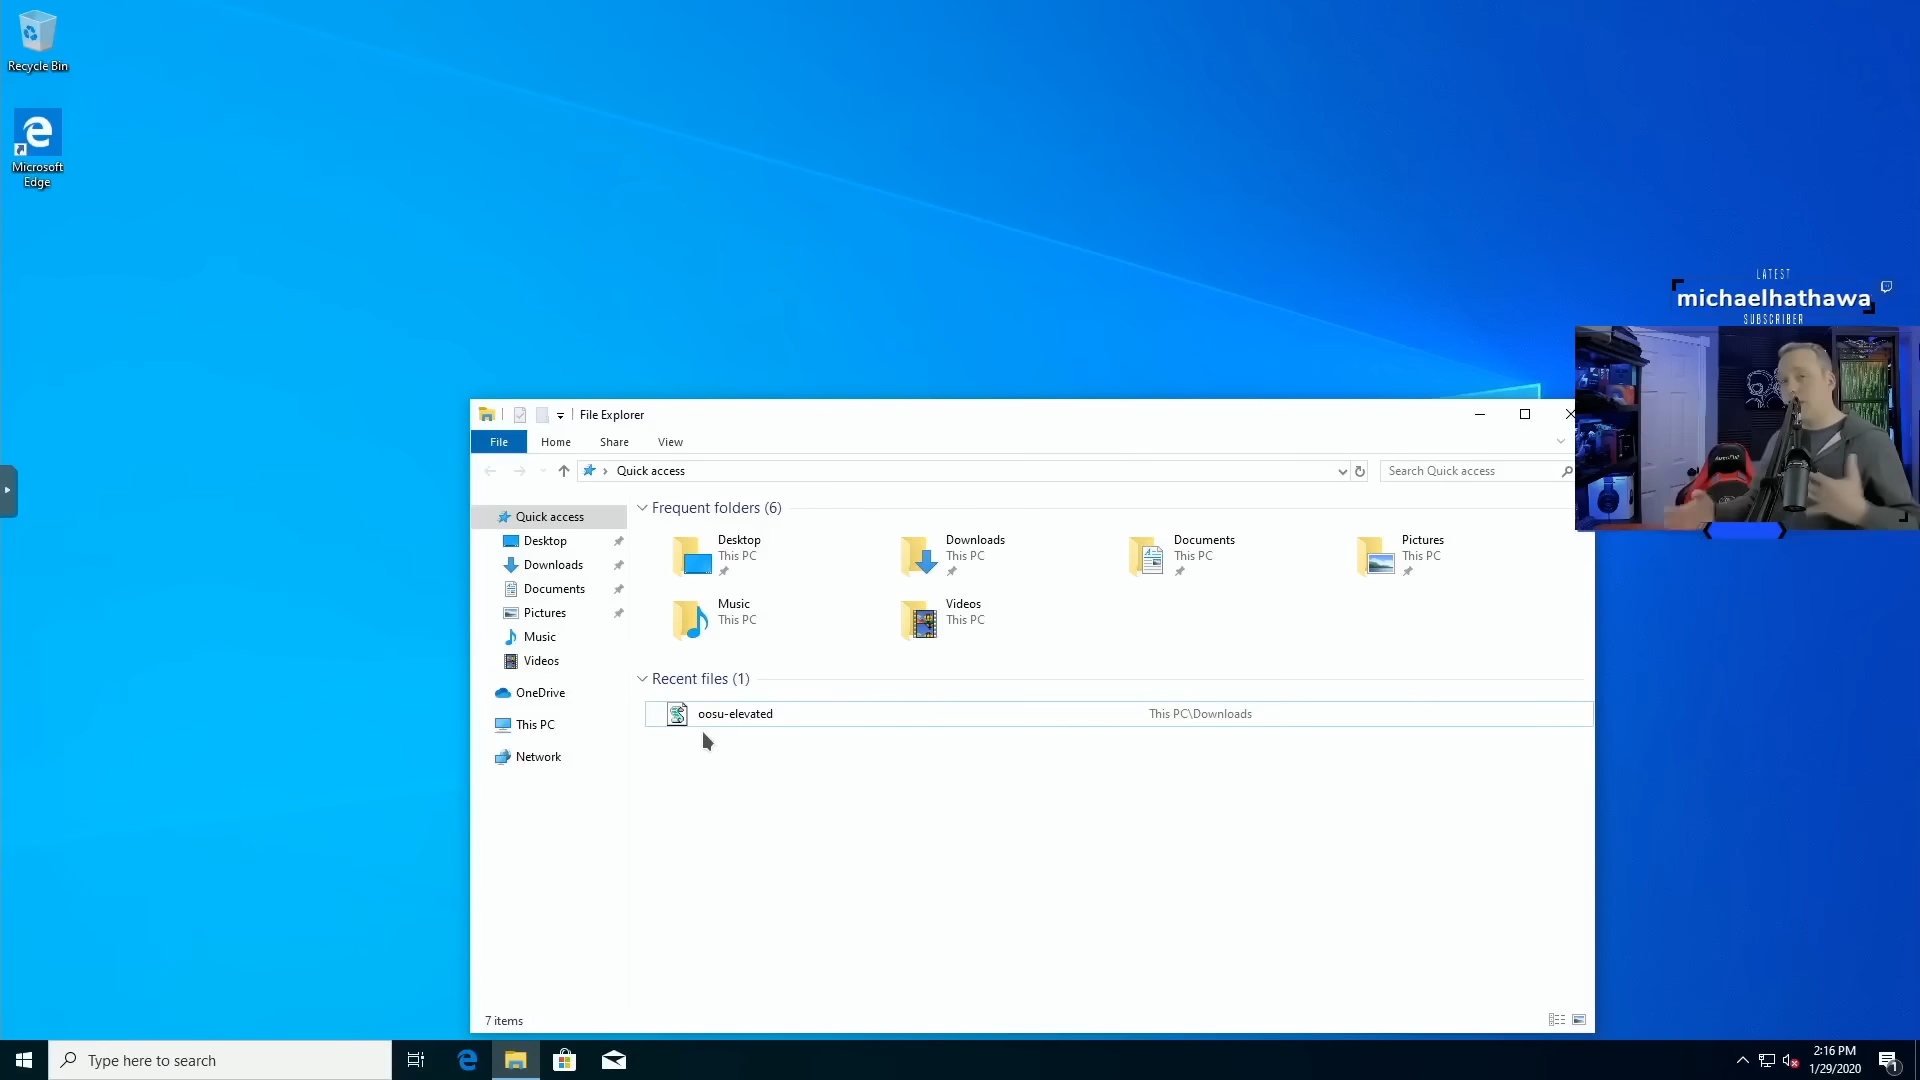 Recycle Bin
Microsoft
Edge
LATEST
michaelhathawa
SUBSCRIBER
File Explorer
File
Home
Share
View
Quick access
Search Quick access
Quick access
Desktop
Downloads
Documents
Pictures
Music
Videos
OneDrive
This PC
Network
Frequent folders (6)
Desktop
This PC
Downloads
This PC
Documents
This PC
Pictures
This PC
Music
This PC
Videos
This PC
Recent files (1)
oosu-elevated
This PC\Downloads
7 items
Type here to search
2:16 PM
1/29/2020
1